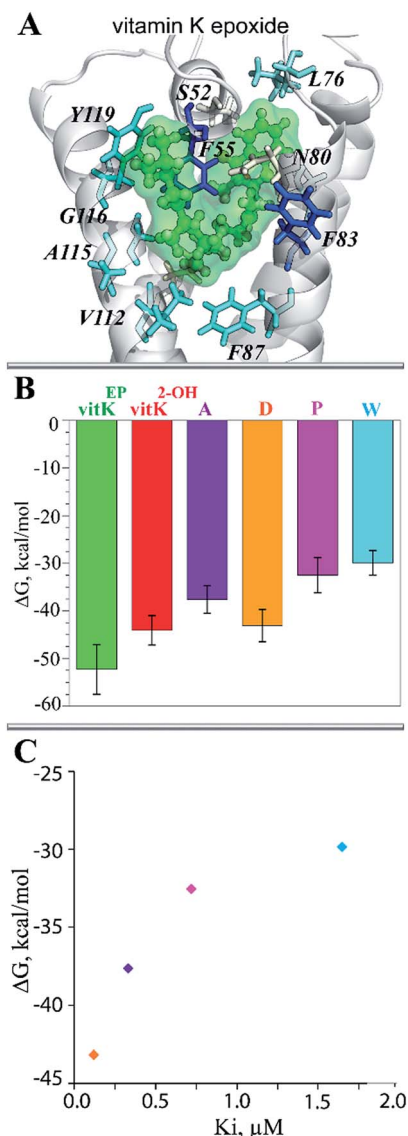 A
vitamin K epoxide
S52
L76
Y119
F55
N80
G116
F83
A115
V112
F87
B
EP 2-OH
vitK vitK A D P W
0
-10
-20
-30
-40
-50
-60
ΔG, kcal/mol
C
-25
-30
-35
-40
-45
ΔG, kcal/mol
0.0 0.5 1.0 1.5 2.0
Ki, μM